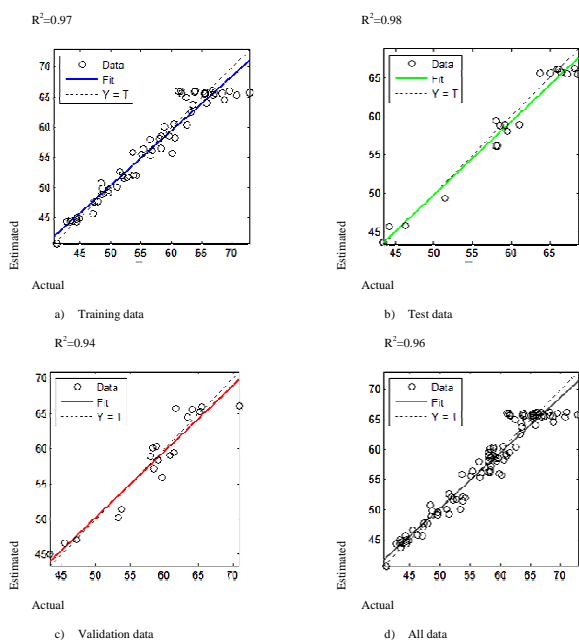 R²=0.97
R²=0.98
70
65
60
55
50
45
Data
Fit
Y = T
45 50 55 60 65 70
Estimated
Actual
a) Training data
65
60
55
50
45
Data
Fit
Y = T
45 50 55 60 65
Estimated
Actual
b) Test data
R²=0.94
R²=0.96
70
65
60
55
50
45
Data
Fit
Y = T
45 50 55 60 65 70
Estimated
Actual
c) Validation data
70
65
60
55
50
45
Data
Fit
Y = T
45 50 55 60 65 70
Estimated
Actual
d) All data